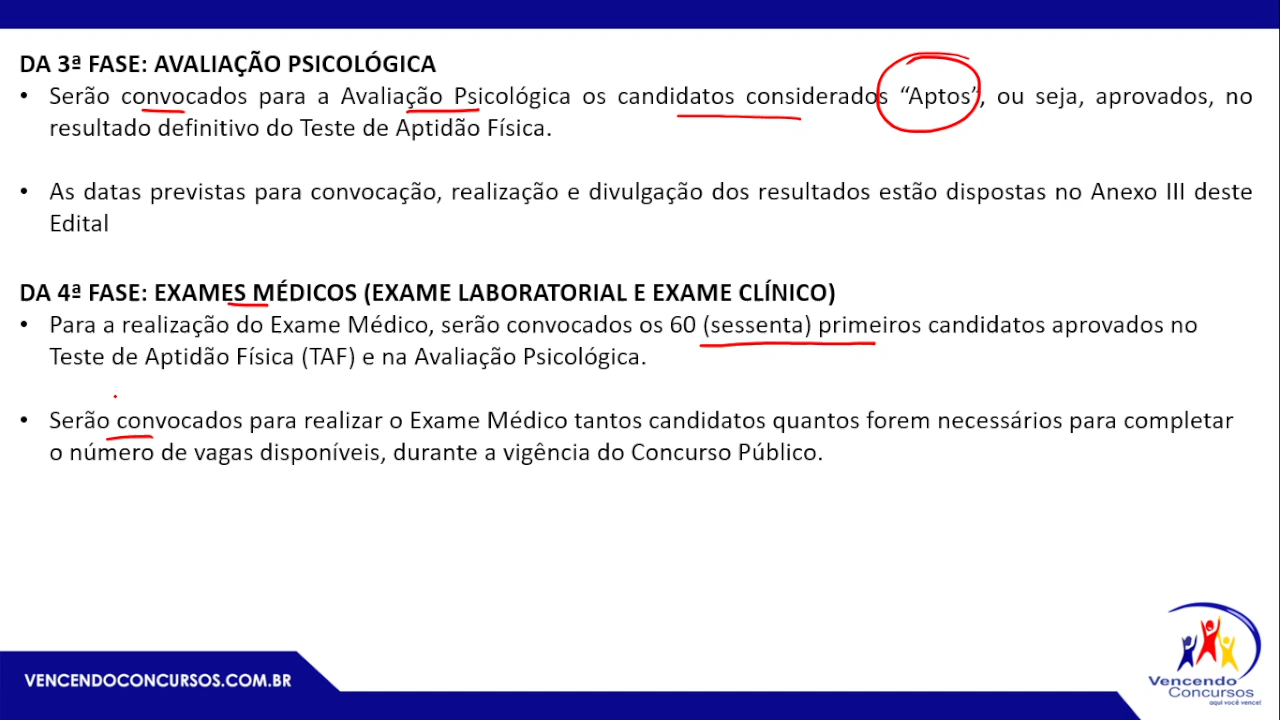 DA 3ª FASE: AVALIAÇÃO PSICOLÓGICA
• Serão convocados para a Avaliação Psicológica os candidatos considerados “Aptos”, ou seja, aprovados, no
resultado definitivo do Teste de Aptidão Física.
• As datas previstas para convocação, realização e divulgação dos resultados estão dispostas no Anexo III deste
Edital
DA 4ª FASE: EXAMES MÉDICOS (EXAME LABORATORIAL E EXAME CLÍNICO)
• Para a realização do Exame Médico, serão convocados os 60 (sessenta) primeiros candidatos aprovados no
Teste de Aptidão Física (TAF) e na Avaliação Psicológica.
• Serão convocados para realizar o Exame Médico tantos candidatos quantos forem necessários para completar
o número de vagas disponíveis, durante a vigência do Concurso Público.
VENCENDOCONCURSOS.COM.BR
Vencendo
Concursos
aqui você vence!